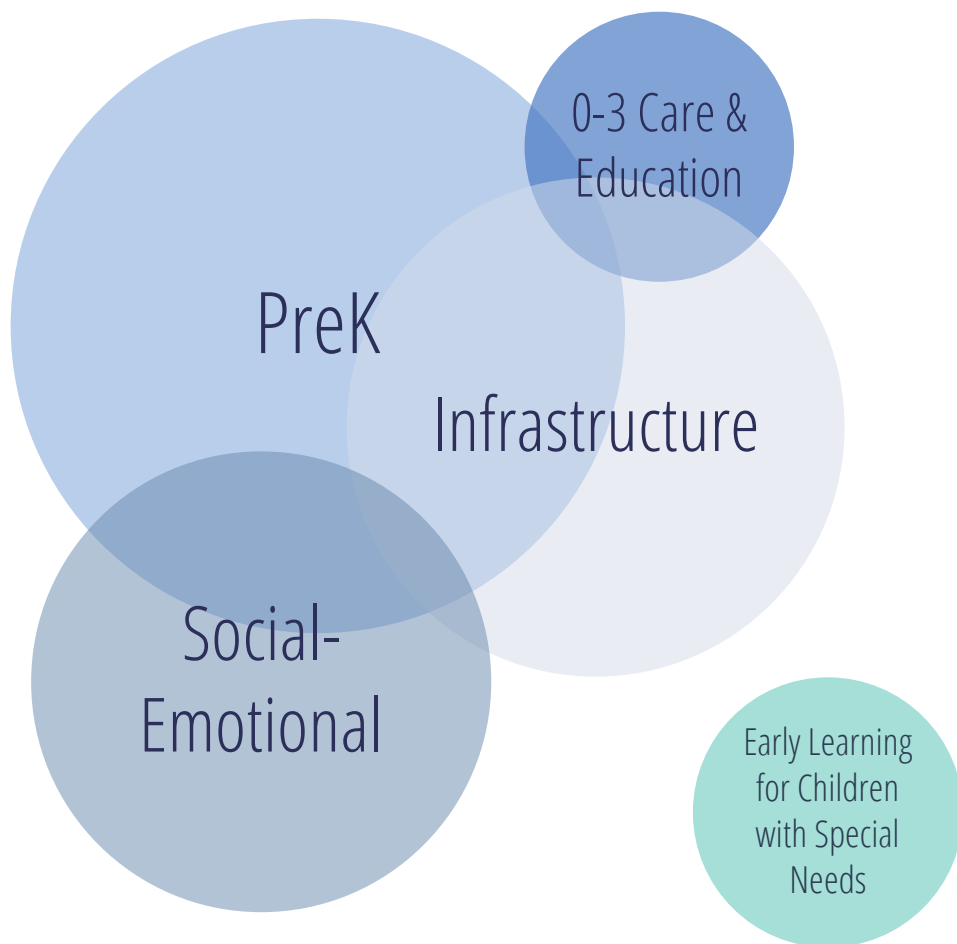 0-3 Care &
Education
PreK
Infrastructure
Social-
Emotional
Early Learning
for Children
with Special
Needs